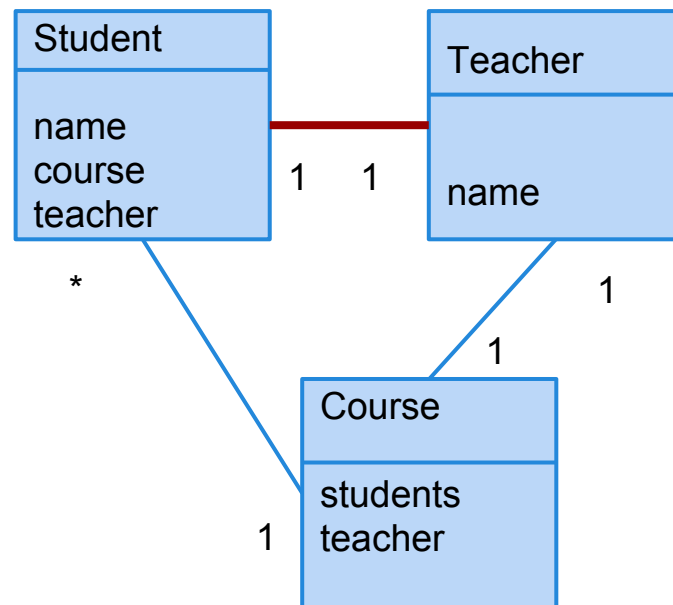 Student
name
course
teacher
Teacher
name
1
1
*
1
1
1
Course
students
teacher